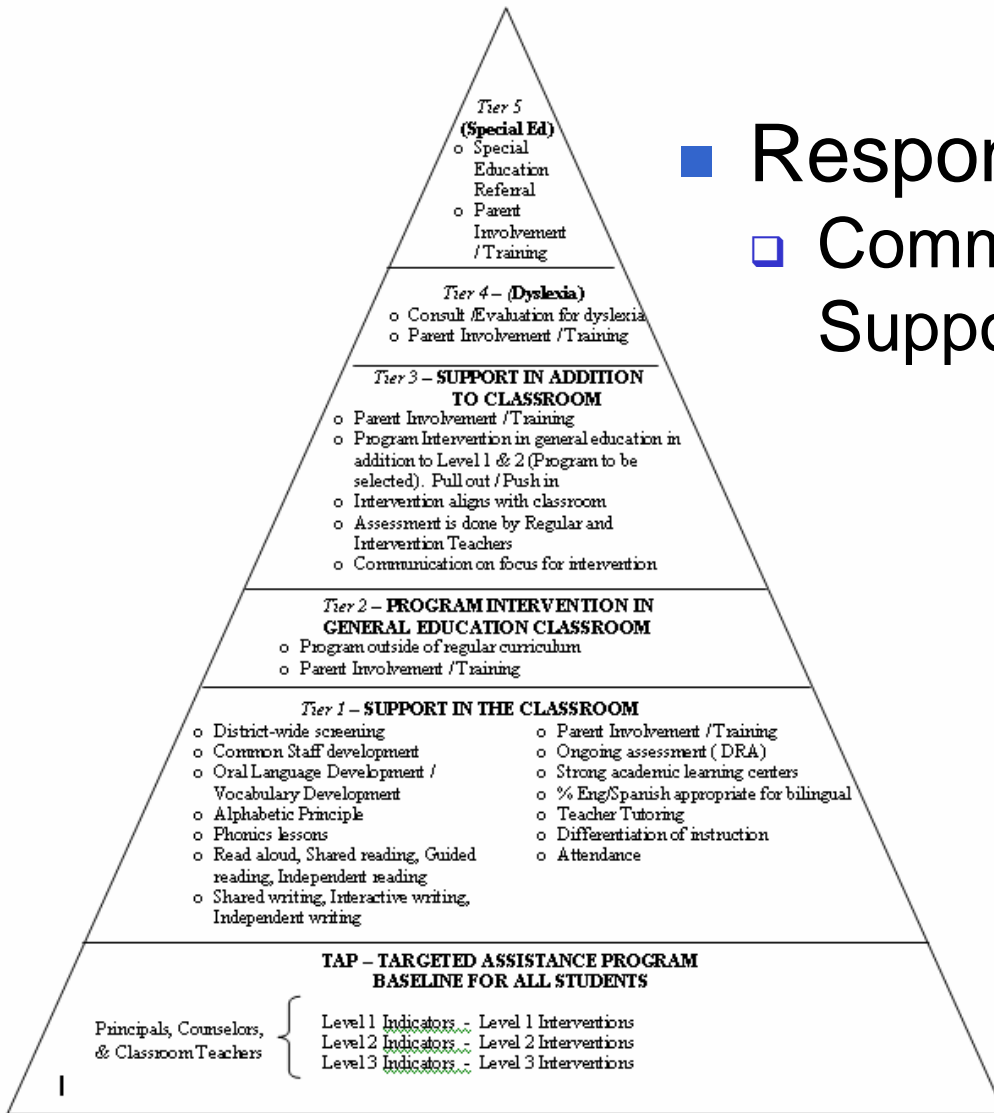 Tier 5
(Special Ed)
o Special
Education
Referral
o Parent
Involvement
/ Training
Tier 4 – (Dyslexia)
o Consult /Evaluation for dyslexia
o Parent Involvement / Training
Tier 3 – SUPPORT IN ADDITION
TO CLASSROOM
o Parent Involvement / Training
o Program Intervention in general education in
addition to Level 1 & 2 (Program to be
selected). Pull out / Push in
o Intervention aligns with classroom
o Assessment is done by Regular and
Intervention Teachers
o Communication on focus for intervention
Tier 2 – PROGRAM INTERVENTION IN
GENERAL EDUCATION CLASSROOM
o Program outside of regular curriculum
o Parent Involvement / Training
Tier 1 – SUPPORT IN THE CLASSROOM
o District-wide screening
o Common Staff development
o Oral Language Development /
Vocabulary Development
o Alphabetic Principle
o Phonics lessons
o Read aloud, Shared reading, Guided
reading, Independent reading
o Shared writing, Interactive writing,
Independent writing
o Parent Involvement / Training
o Ongoing assessment ( DRA)
o Strong academic learning centers
o % Eng/Spanish appropriate for bilingual
o Teacher Tutoring
o Differentiation of instruction
o Attendance
TAP – TARGETED ASSISTANCE PROGRAM
BASELINE FOR ALL STUDENTS
Principals, Counselors,
& Classroom Teachers
Level 1 Indicators - Level 1 Interventions
Level 2 Indicators - Level 2 Interventions
Level 3 Indicators - Level 3 Interventions